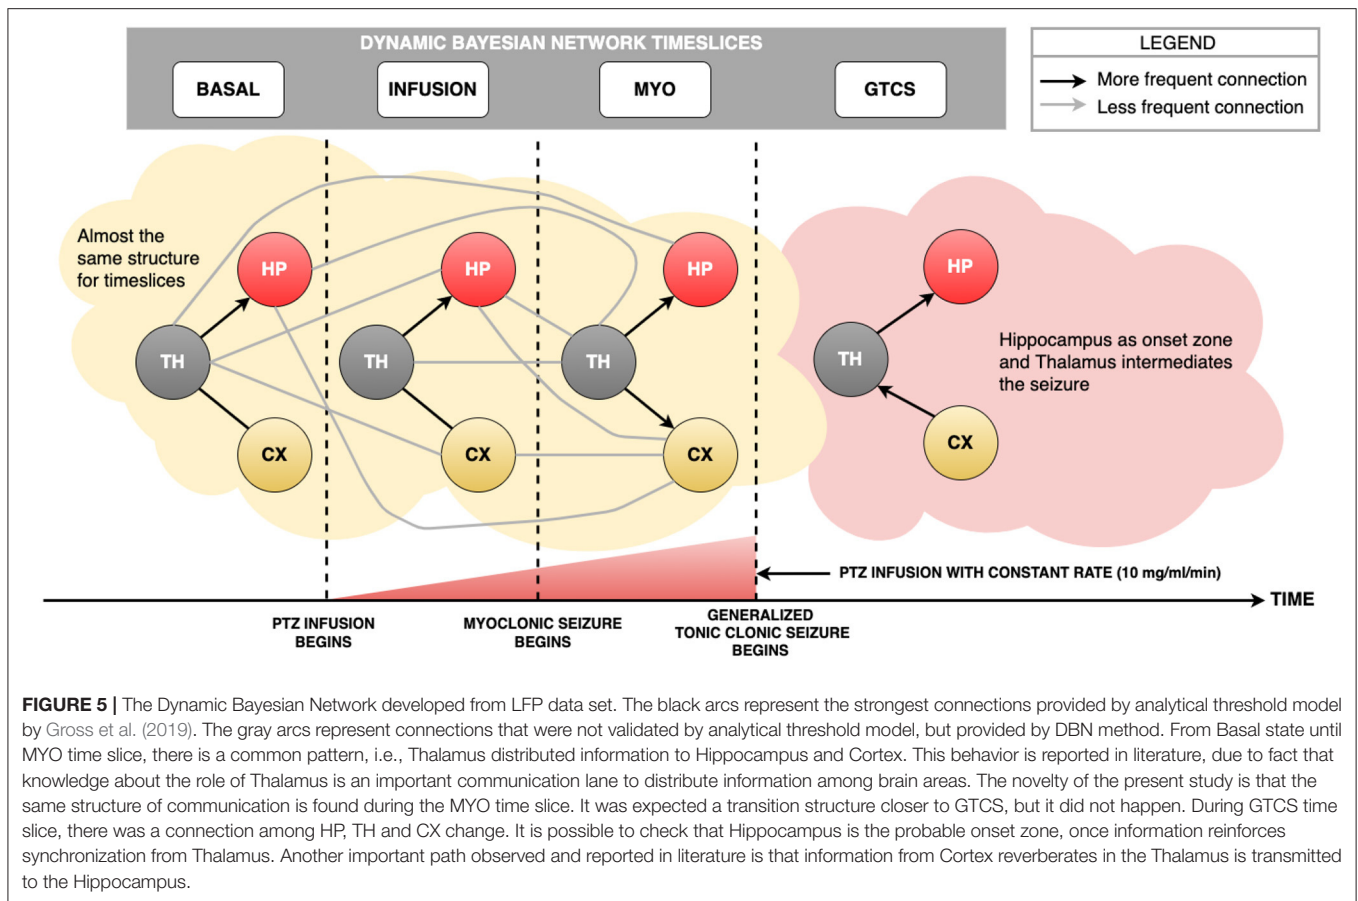 DYNAMIC BAYESIAN NETWORK TIMESLICES
BASAL
INFUSION
MYO
GTCS
LEGEND
More frequent connection
Less frequent connection
Almost the
same structure
for timeslices
HP
HP
HP
HP
TH
TH
TH
TH
CX
CX
CX
CX
Hippocampus as onset zone
and Thalamus intermediates
the seizure
PTZ INFUSION WITH CONSTANT RATE (10 mg/ml/min)
TIME
PTZ INFUSION
BEGINS
MYOCLONIC SEIZURE
BEGINS
GENERALIZED
TONIC CLONIC SEIZURE
BEGINS
FIGURE 5 | The Dynamic Bayesian Network developed from LFP data set. The black arcs represent the strongest connections provided by analytical threshold model
by Gross et al. (2019). The gray arcs represent connections that were not validated by analytical threshold model, but provided by DBN method. From Basal state until
MYO time slice, there is a common pattern, i.e., Thalamus distributed information to Hippocampus and Cortex. This behavior is reported in literature, due to fact that
knowledge about the role of Thalamus is an important communication lane to distribute information among brain areas. The novelty of the present study is that the
same structure of communication is found during the MYO time slice. It was expected a transition structure closer to GTCS, but it did not happen. During GTCS time
slice, there was a connection among HP, TH and CX change. It is possible to check that Hippocampus is the probable onset zone, once information reinforces
synchronization from Thalamus. Another important path observed and reported in literature is that information from Cortex reverberates in the Thalamus is transmitted
to the Hippocampus.